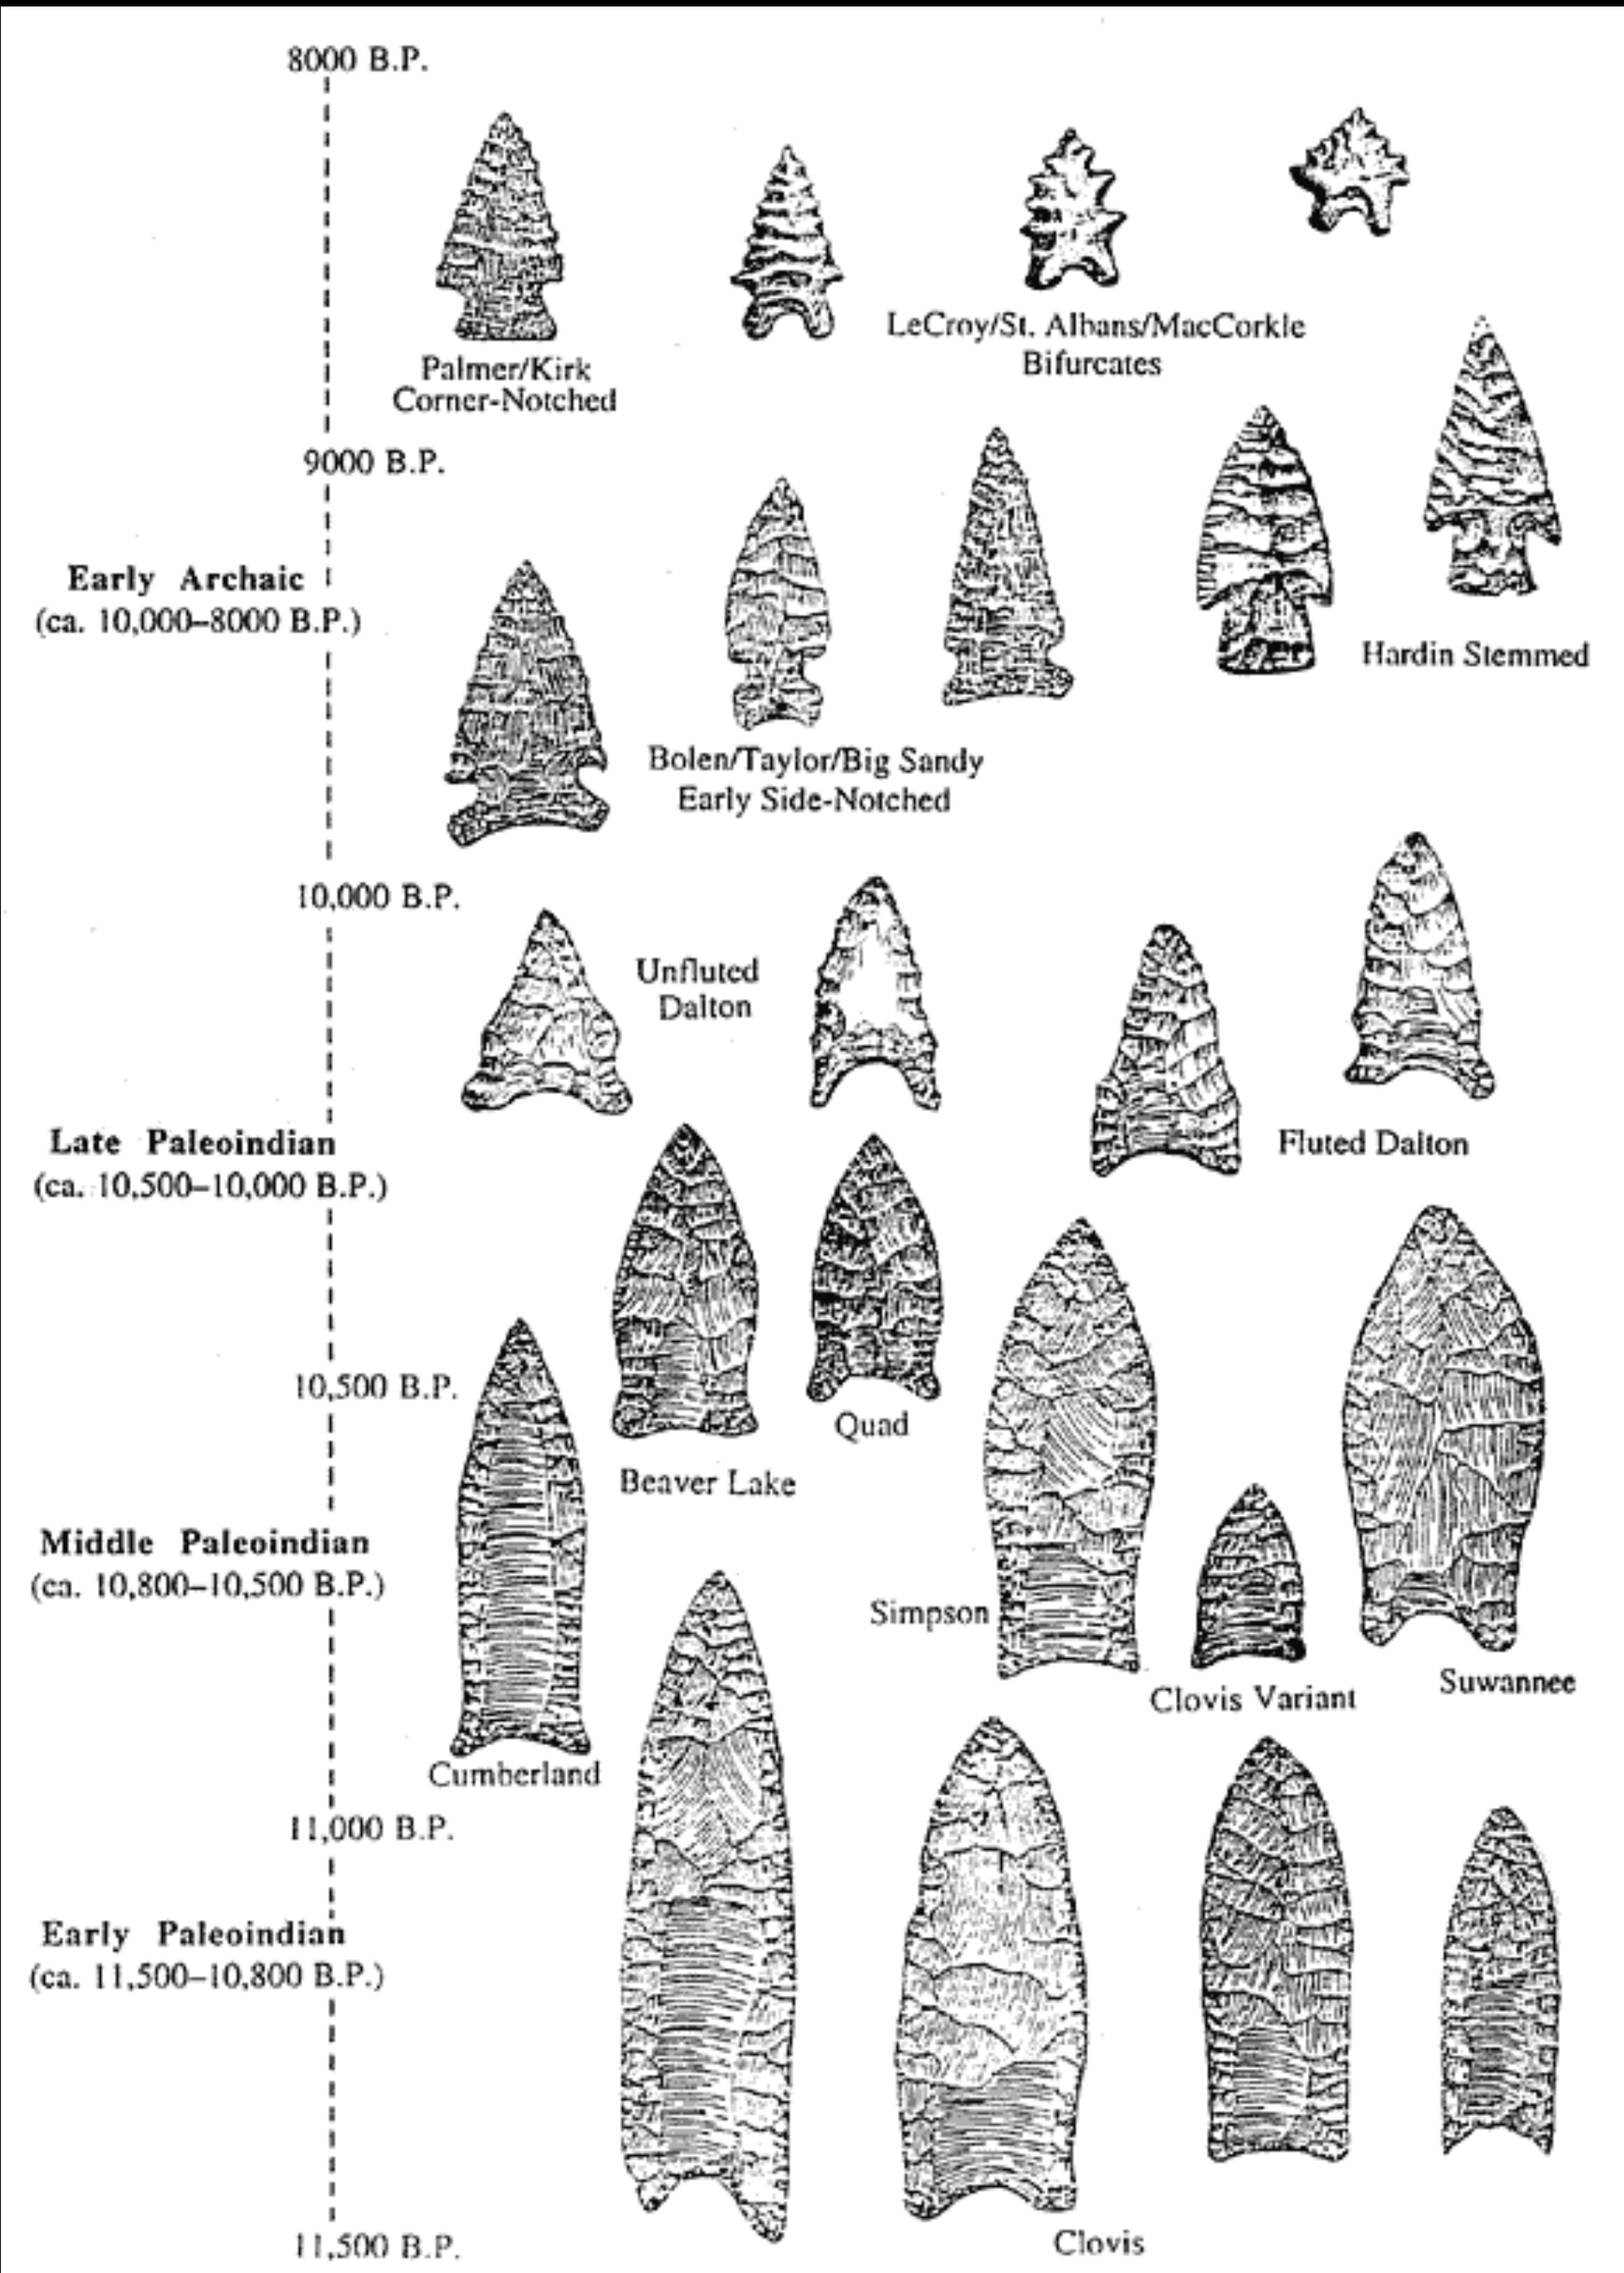 8000 B.P.
LeCroy/St. Albans/MacCorkle
Bifurcates
Palmer/Kirk
Corner-Notched
9000 B.P.
Early Archaic
(ca. 10,000–8000 B.P.)
Hardin Stemmed
Bolen/Taylor/Big Sandy
Early Side-Notched
10,000 B.P.
Unfluted
Dalton
Late Paleoindian
(ca. 10,500–10,000 B.P.)
Fluted Dalton
10,500 B.P.
Quad
Beaver Lake
Middle Paleoindian
(ca. 10,800–10,500 B.P.)
Simpson
Suwannee
Clovis Variant
Cumberland
11,000 B.P.
Early Paleoindian
(ca. 11,500–10,800 B.P.)
Clovis
11,500 B.P.